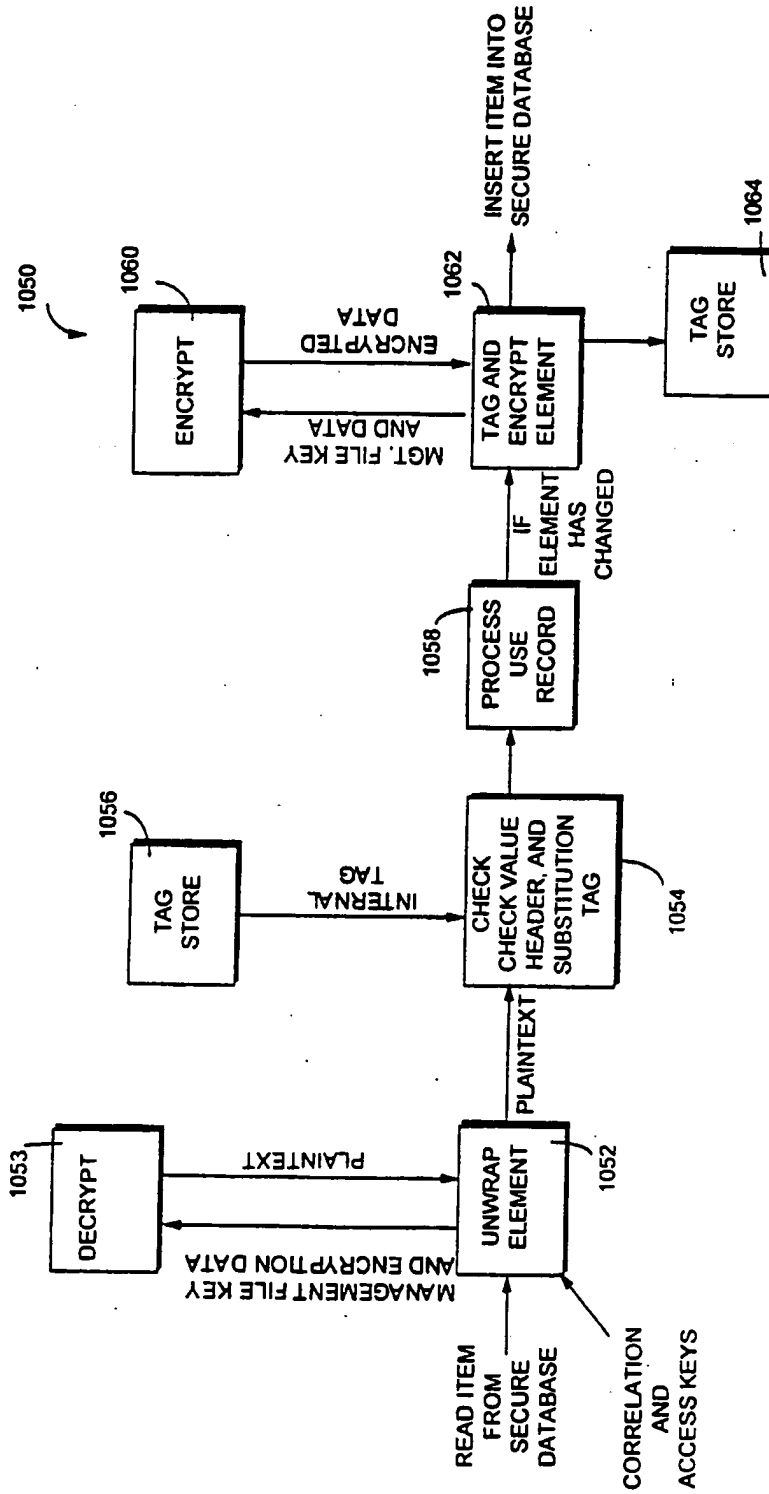 1050
1053
DECRYPT
MANAGEMENT FILE KEY
AND ENCRYPTION DATA
PLAINTEXT
READ ITEM
FROM
SECURE
DATABASE
CORRELATION
AND
ACCESS KEYS
UNWRAP
ELEMENT
1052
PLAINTEXT
1056
TAG
STORE
INTERNAL
TAG
CHECK
CHECK VALUE
HEADER, AND
SUBSTITUTION
TAG
1054
1058
PROCESS
USE
RECORD
IF
ELEMENT
HAS
CHANGED
1060
ENCRYPT
MGT. FILE KEY
AND DATA
ENCRYPTED
DATA
1062
TAG AND
ENCRYPT
ELEMENT
INSERT ITEM INTO
SECURE DATABASE
TAG
STORE
1064